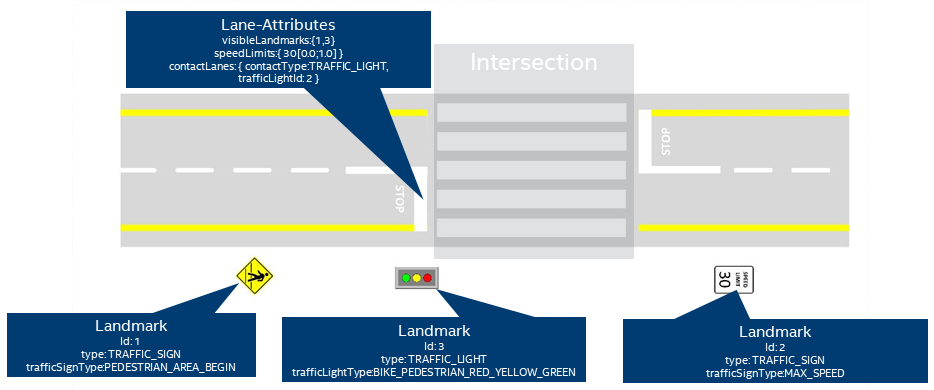 Lane-Attributes
visibleLandmarks:{1,3}
speedLimits:{ 30[0.0;1.0] }
contactLanes: { contactType:TRAFFIC_LIGHT,
trafficLightId: 2 }
Intersection
STOP
STOP
SPEED
LIMIT
30
Landmark
Id: 1
type: TRAFFIC_SIGN
trafficSignType:PEDESTRIAN_AREA_BEGIN
Landmark
Id: 3
type: TRAFFIC_LIGHT
trafficLightType:BIKE_PEDESTRIAN_RED_YELLOW_GREEN
Landmark
Id: 2
type: TRAFFIC_SIGN
trafficSignType:MAX_SPEED